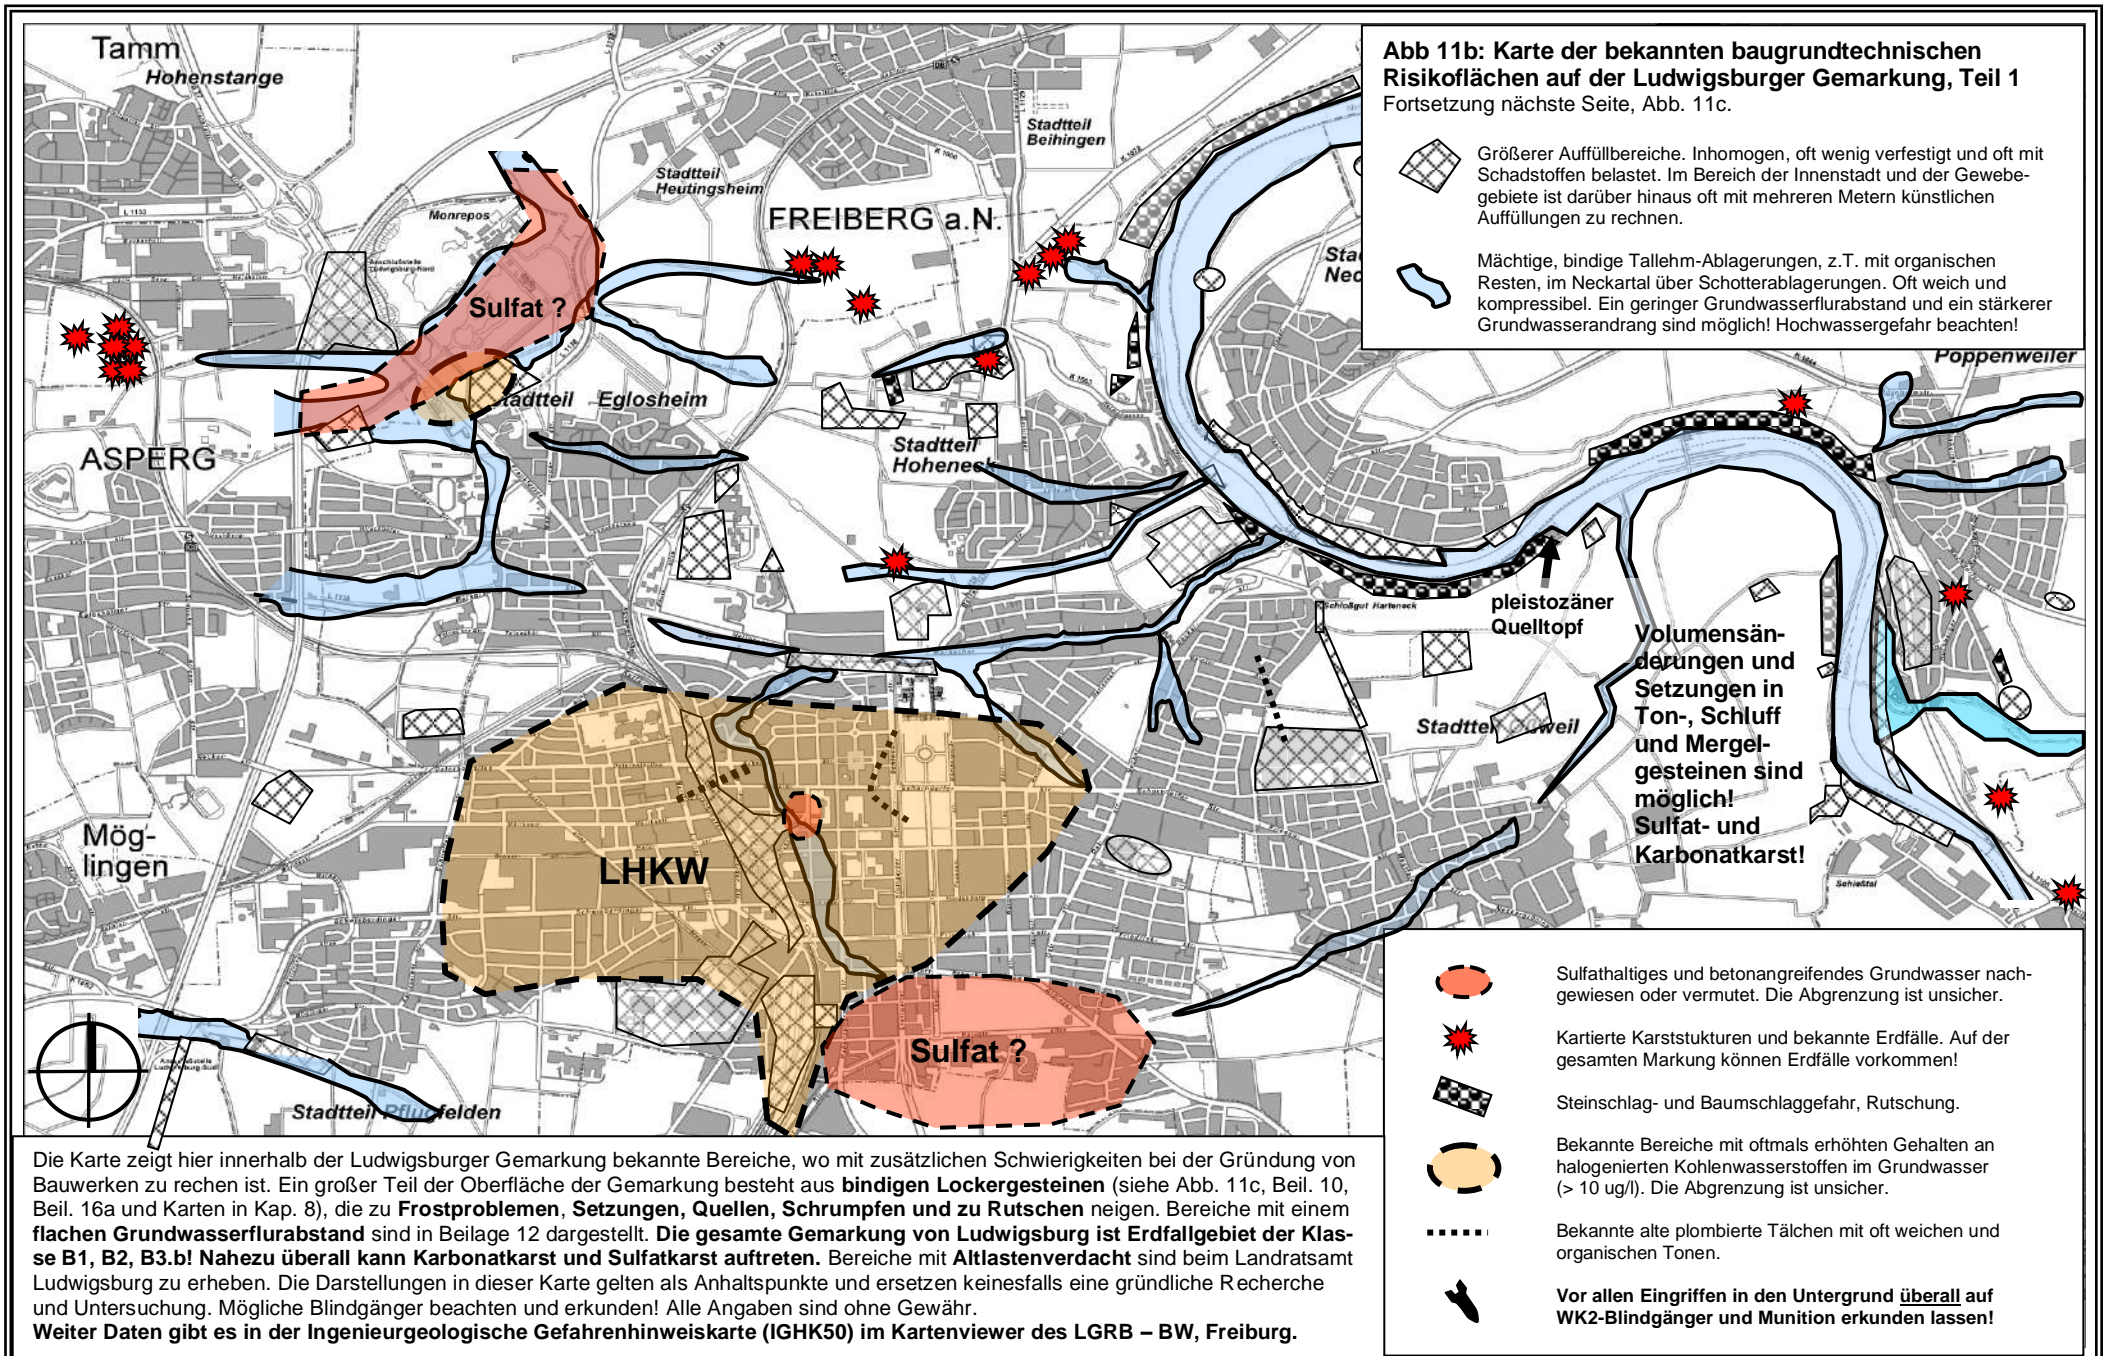 Abb 11b: Karte der bekannten baugrundtechnischen
Risikoflächen auf der Ludwigsburger Gemarkung, Teil 1
Fortsetzung nächste Seite, Abb. 11c.
Größerer Auffüllbereiche. Inhomogen, oft wenig verfestigt und oft mit
Schadstoffen belastet. Im Bereich der Innenstadt und der Gewebe-
gebiete ist darüber hinaus oft mit mehreren Metern künstlichen
Auffüllungen zu rechnen.
Mächtige, bindige Tallehm-Ablagerungen, z.T. mit organischen
Resten, im Neckartal über Schotterablagerungen. Oft weich und
kompressibel. Ein geringer Grundwasserflurabstand und ein stärkerer
Grundwasserandrang sind möglich! Hochwassergefahr beachten!
Tamm
Hohenstange
Stadtteil
Beihingen
Stadtteil
Heutingsheim
Monrepos
FREIBERG a.N.
L 1133
L 1138
L 1129
K 1600
Sulfat ?
Poppenweiler
Stadtteil Eglosheim
ASPERG
Stadtteil
Hoheneck
Schloßgut Harteneck
pleistozäner
Quelltopf
Volumensän-
derungen und
Setzungen in
Ton-, Schluff
und Mergel-
gesteinen sind
möglich!
Sulfat- und
Karbonatkarst!
Stadtteil
Mög-
lingen
LHKW
Schießtal
Sulfat ?
Stadtteil Pflugfelden
Sulfathaltiges und betonangreifendes Grundwasser nach-
gewiesen oder vermutet. Die Abgrenzung ist unsicher.
Kartierte Karststukturen und bekannte Erdfälle. Auf der
gesamten Markung können Erdfälle vorkommen!
Steinschlag- und Baumschlaggefahr, Rutschung.
Bekannte Bereiche mit oftmals erhöhten Gehalten an
halogenierten Kohlenwasserstoffen im Grundwasser
(> 10 ug/l). Die Abgrenzung ist unsicher.
Bekannte alte plombierte Tälchen mit oft weichen und
organischen Tonen.
Vor allen Eingriffen in den Untergrund überall auf
WK2-Blindgänger und Munition erkunden lassen!
Die Karte zeigt hier innerhalb der Ludwigsburger Gemarkung bekannte Bereiche, wo mit zusätzlichen Schwierigkeiten bei der Gründung von
Bauwerken zu rechen ist. Ein großer Teil der Oberfläche der Gemarkung besteht aus bindigen Lockergesteinen (siehe Abb. 11c, Beil. 10,
Beil. 16a und Karten in Kap. 8), die zu Frostproblemen, Setzungen, Quellen, Schrumpfen und zu Rutschen neigen. Bereiche mit einem
flachen Grundwasserflurabstand sind in Beilage 12 dargestellt. Die gesamte Gemarkung von Ludwigsburg ist Erdfallgebiet der Klas-
se B1, B2, B3.b! Nahezu überall kann Karbonatkarst und Sulfatkarst auftreten. Bereiche mit Altlastenverdacht sind beim Landratsamt
Ludwigsburg zu erheben. Die Darstellungen in dieser Karte gelten als Anhaltspunkte und ersetzen keinesfalls eine gründliche Recherche
und Untersuchung. Mögliche Blindgänger beachten und erkunden! Alle Angaben sind ohne Gewähr.
Weiter Daten gibt es in der Ingenieurgeologische Gefahrenhinweiskarte (IGHK50) im Kartenviewer des LGRB – BW, Freiburg.